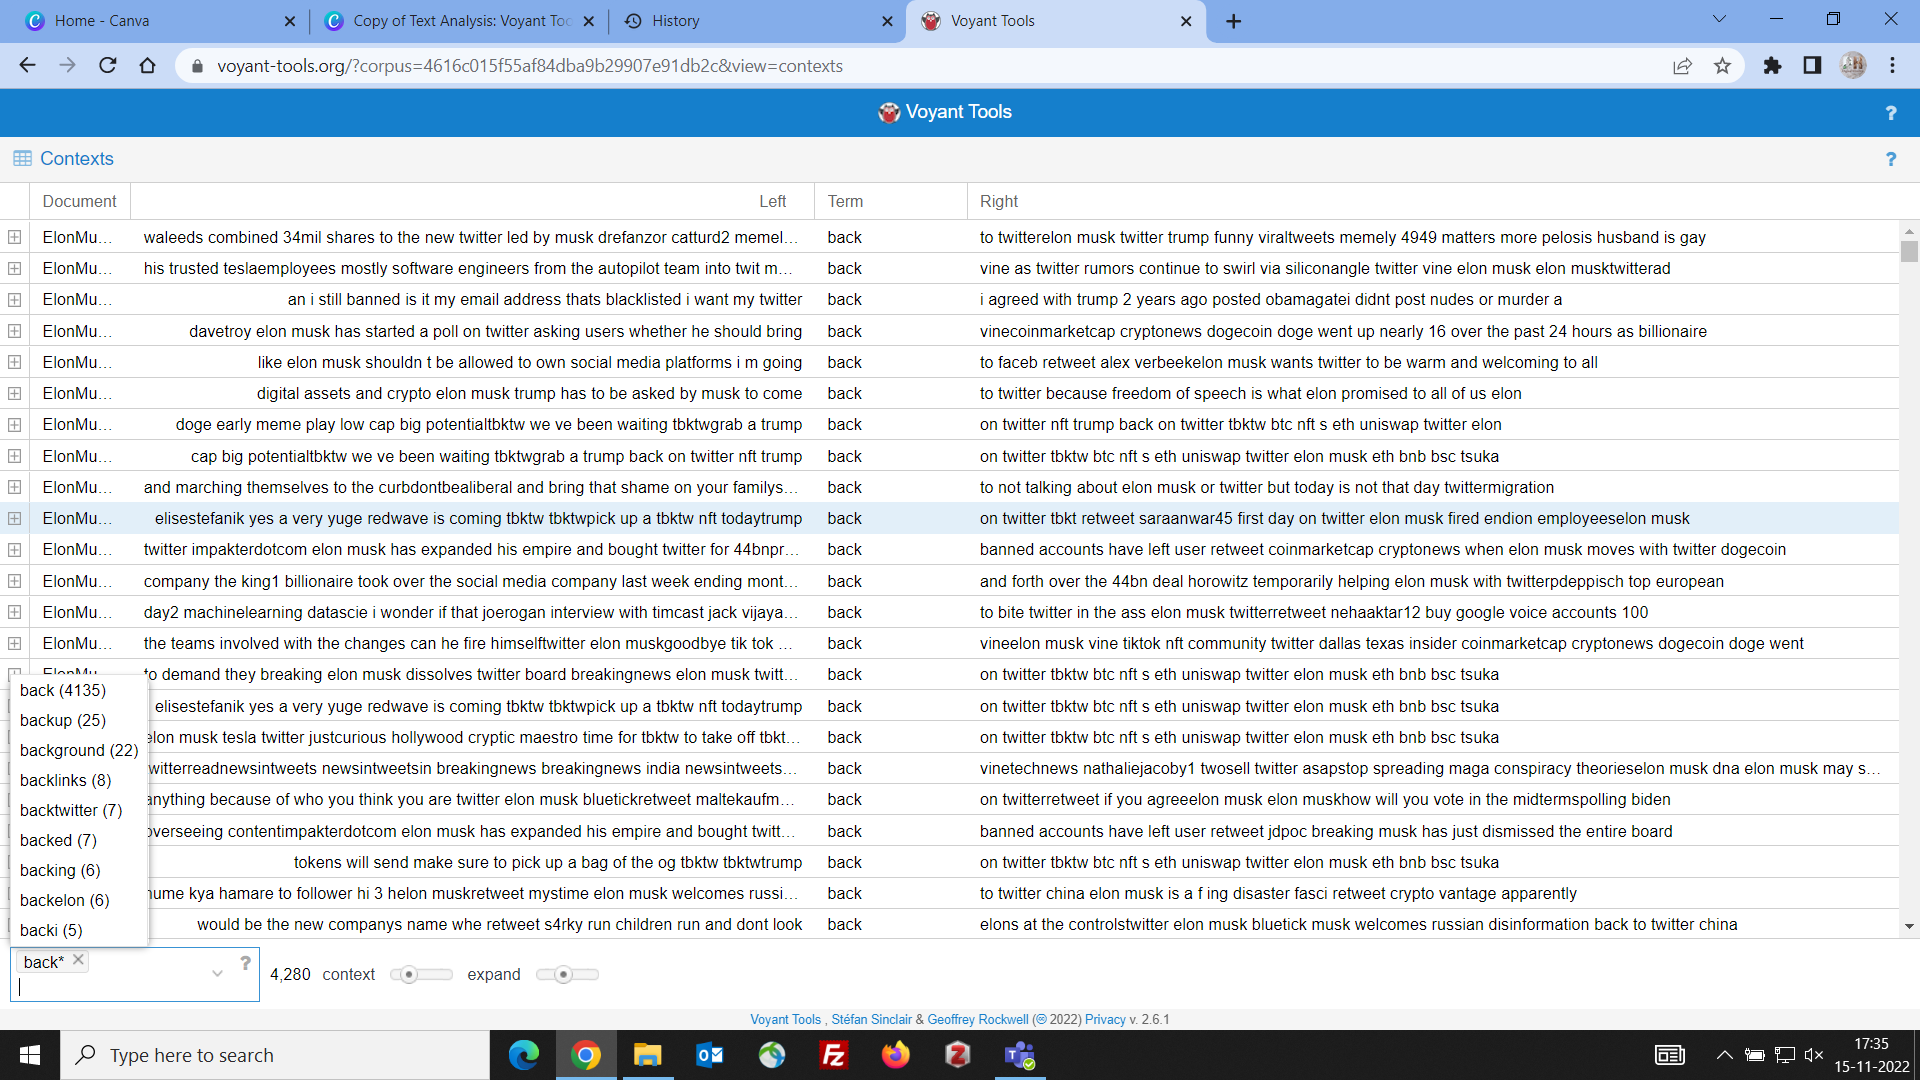 Home - Canva
Copy of Text Analysis: Voyant Too
History
Voyant Tools
voyant-tools.org/?corpus=4616c015f55af84dba9b29907e91db2c&view=contexts
Voyant Tools
?
Contexts
?
Document Left Term Right
ElonMu... waleeds combined 34mil shares to the new twitter led by musk drefanzor catturd2 memel... back to twitterelon musk twitter trump funny viraltweets memely 4949 matters more pelosis husband is gay
ElonMu... his trusted teslaemployees mostly software engineers from the autopilot team into twit m... back vine as twitter rumors continue to swirl via siliconangle twitter vine elon musk elon musktwitterad
ElonMu... an i still banned is it my email address thats blacklisted i want my twitter back i agreed with trump 2 years ago posted obamagatei didnt post nudes or murder a
ElonMu... davetroy elon musk has started a poll on twitter asking users whether he should bring back vinecoinmarketcap cryptonews dogecoin doge went up nearly 16 over the past 24 hours as billionaire
ElonMu... like elon musk shouldn t be allowed to own social media platforms i m going back to faceb retweet alex verbeekelon musk wants twitter to be warm and welcoming to all
ElonMu... digital assets and crypto elon musk trump has to be asked by musk to come back to twitter because freedom of speech is what elon promised to all of us elon
ElonMu... doge early meme play low cap big potentialtbktw we ve been waiting tbktwgrab a trump back on twitter nft trump back on twitter tbktw btc nft s eth uniswap twitter elon
ElonMu... cap big potentialtbktw we ve been waiting tbktwgrab a trump back on twitter nft trump back on twitter tbktw btc nft s eth uniswap twitter elon musk eth bnb bsc tsuka
ElonMu... and marching themselves to the curbdontbealiberal and bring that shame on your familys... back to not talking about elon musk or twitter but today is not that day twittermigration
ElonMu... elisestefanik yes a very yuge redwave is coming tbktw tbktwpick up a tbktw nft todaytrump back on twitter tbkt retweet saraanwar45 first day on twitter elon musk fired endion employeeselon musk
ElonMu... twitter impakterdotcom elon musk has expanded his empire and bought twitter for 44bnpr... back banned accounts have left user retweet coinmarketcap cryptonews when elon musk moves with twitter dogecoin
ElonMu... company the king1 billionaire took over the social media company last week ending mont... back and forth over the 44bn deal horowitz temporarily helping elon musk with twitterpdeppisch top european
ElonMu... day2 machinelearning datascie i wonder if that joerogan interview with timcast jack vijaya... back to bite twitter in the ass elon musk twitterretweet nehaaktar12 buy google voice accounts 100
ElonMu... the teams involved with the changes can he fire himselftwitter elon muskgoodbye tik tok ... back vineelon musk vine tiktok nft community twitter dallas texas insider coinmarketcap cryptonews dogecoin doge went
ElonMu... to demand they breaking elon musk dissolves twitter board breakingnews elon musk twitt... back on twitter tbktw btc nft s eth uniswap twitter elon musk eth bnb bsc tsuka
elisestefanik yes a very yuge redwave is coming tbktw tbktwpick up a tbktw nft todaytrump back on twitter tbktw btc nft s eth uniswap twitter elon musk eth bnb bsc tsuka
elon musk tesla twitter justcurious hollywood cryptic maestro time for tbktw to take off tbkt... back on twitter tbktw btc nft s eth uniswap twitter elon musk eth bnb bsc tsuka
witterreadnewsintweets newsintweetsin breakingnews breakingnews india newsintweets... back vinetechnews nathaliejacoby1 twosell twitter asapstop spreading maga conspiracy theorieselon musk dna elon musk may s...
anything because of who you think you are twitter elon musk bluetickretweet maltekaufm... back on twitterretweet if you agreeelon musk elon muskhow will you vote in the midtermspolling biden
overseeing contentimpakterdotcom elon musk has expanded his empire and bought twitt... back banned accounts have left user retweet jdpoc breaking musk has just dismissed the entire board
tokens will send make sure to pick up a bag of the og tbktw tbktwtrump back on twitter tbktw btc nft s eth uniswap twitter elon musk eth bnb bsc tsuka
hume kya hamare to follower hi 3 helon muskretweet mystime elon musk welcomes russi... back to twitter china elon musk is a f ing disaster fasci retweet crypto vantage apparently
would be the new companys name whe retweet s4rky run children run and dont look back elons at the controlstwitter elon musk bluetick musk welcomes russian disinformation back to twitter china
back (4135)
backup (25)
background (22)
backlinks (8)
backtwitter (7)
backed (7)
backing (6)
backelon (6)
backi (5)
back* ? 4,280 context expand
Voyant Tools , Stéfan Sinclair & Geoffrey Rockwell (🅭 2022) Privacy v. 2.6.1
Type here to search
17:35
15-11-2022